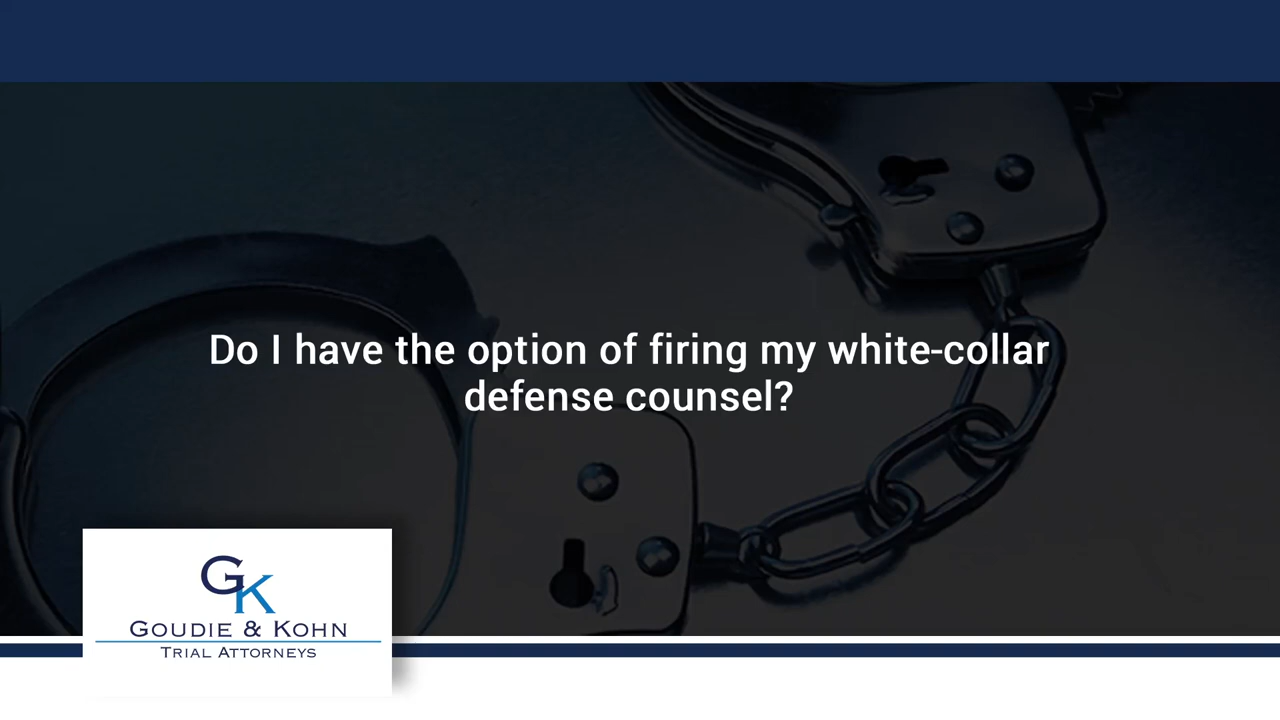 Do I have the option of firing my white-collar
defense counsel?
GK
GOUDIE & KOHN
TRIAL ATTORNEYS